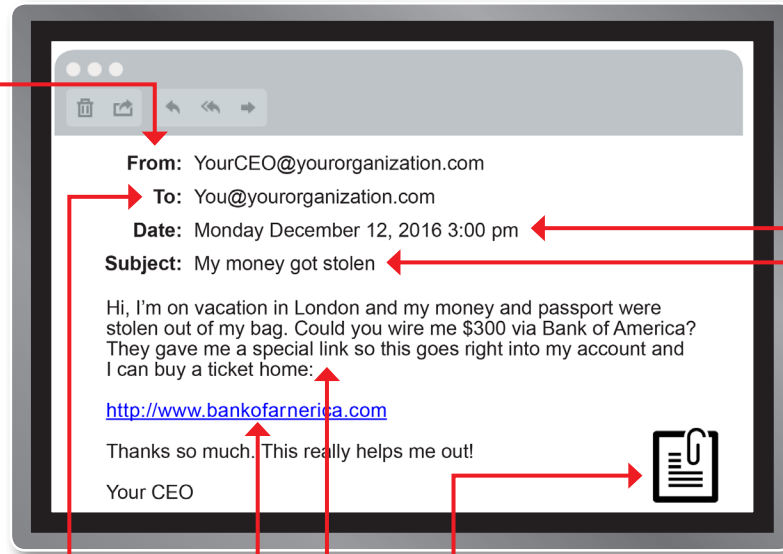 From: YourCEO@yourorganization.com
To: You@yourorganization.com
Date: Monday December 12, 2016 3:00 pm
Subject: My money got stolen
Hi, I'm on vacation in London and my money and passport were
stolen out of my bag. Could you wire me $300 via Bank of America?
They gave me a special link so this goes right into my account and
I can buy a ticket home:
http://www.bankofarnerica.com
Thanks so much. This really helps me out!
Your CEO